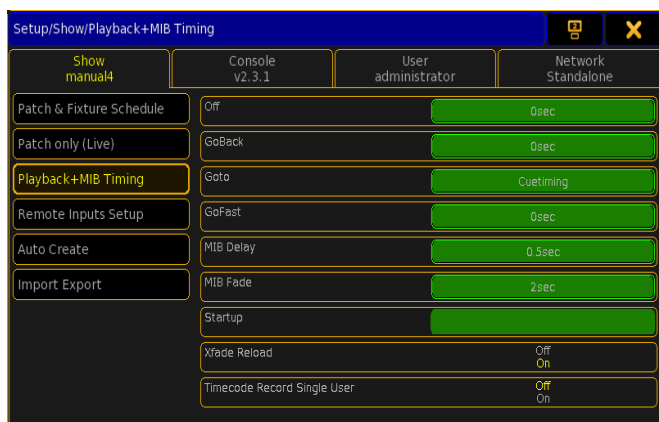 Setup/Show/Playback+MIB Timing
Show
manual4
Console
v2.3.1
User
administrator
Network
Standalone
Patch & Fixture Schedule
Patch only (Live)
Playback+MIB Timing
Remote Inputs Setup
Auto Create
Import Export
Off
0sec
GoBack
0sec
Goto
Cuetiming
GoFast
0sec
MIB Delay
0.5sec
MIB Fade
2sec
Startup
Xfade Reload
Off
On
Timecode Record Single User
Off
On